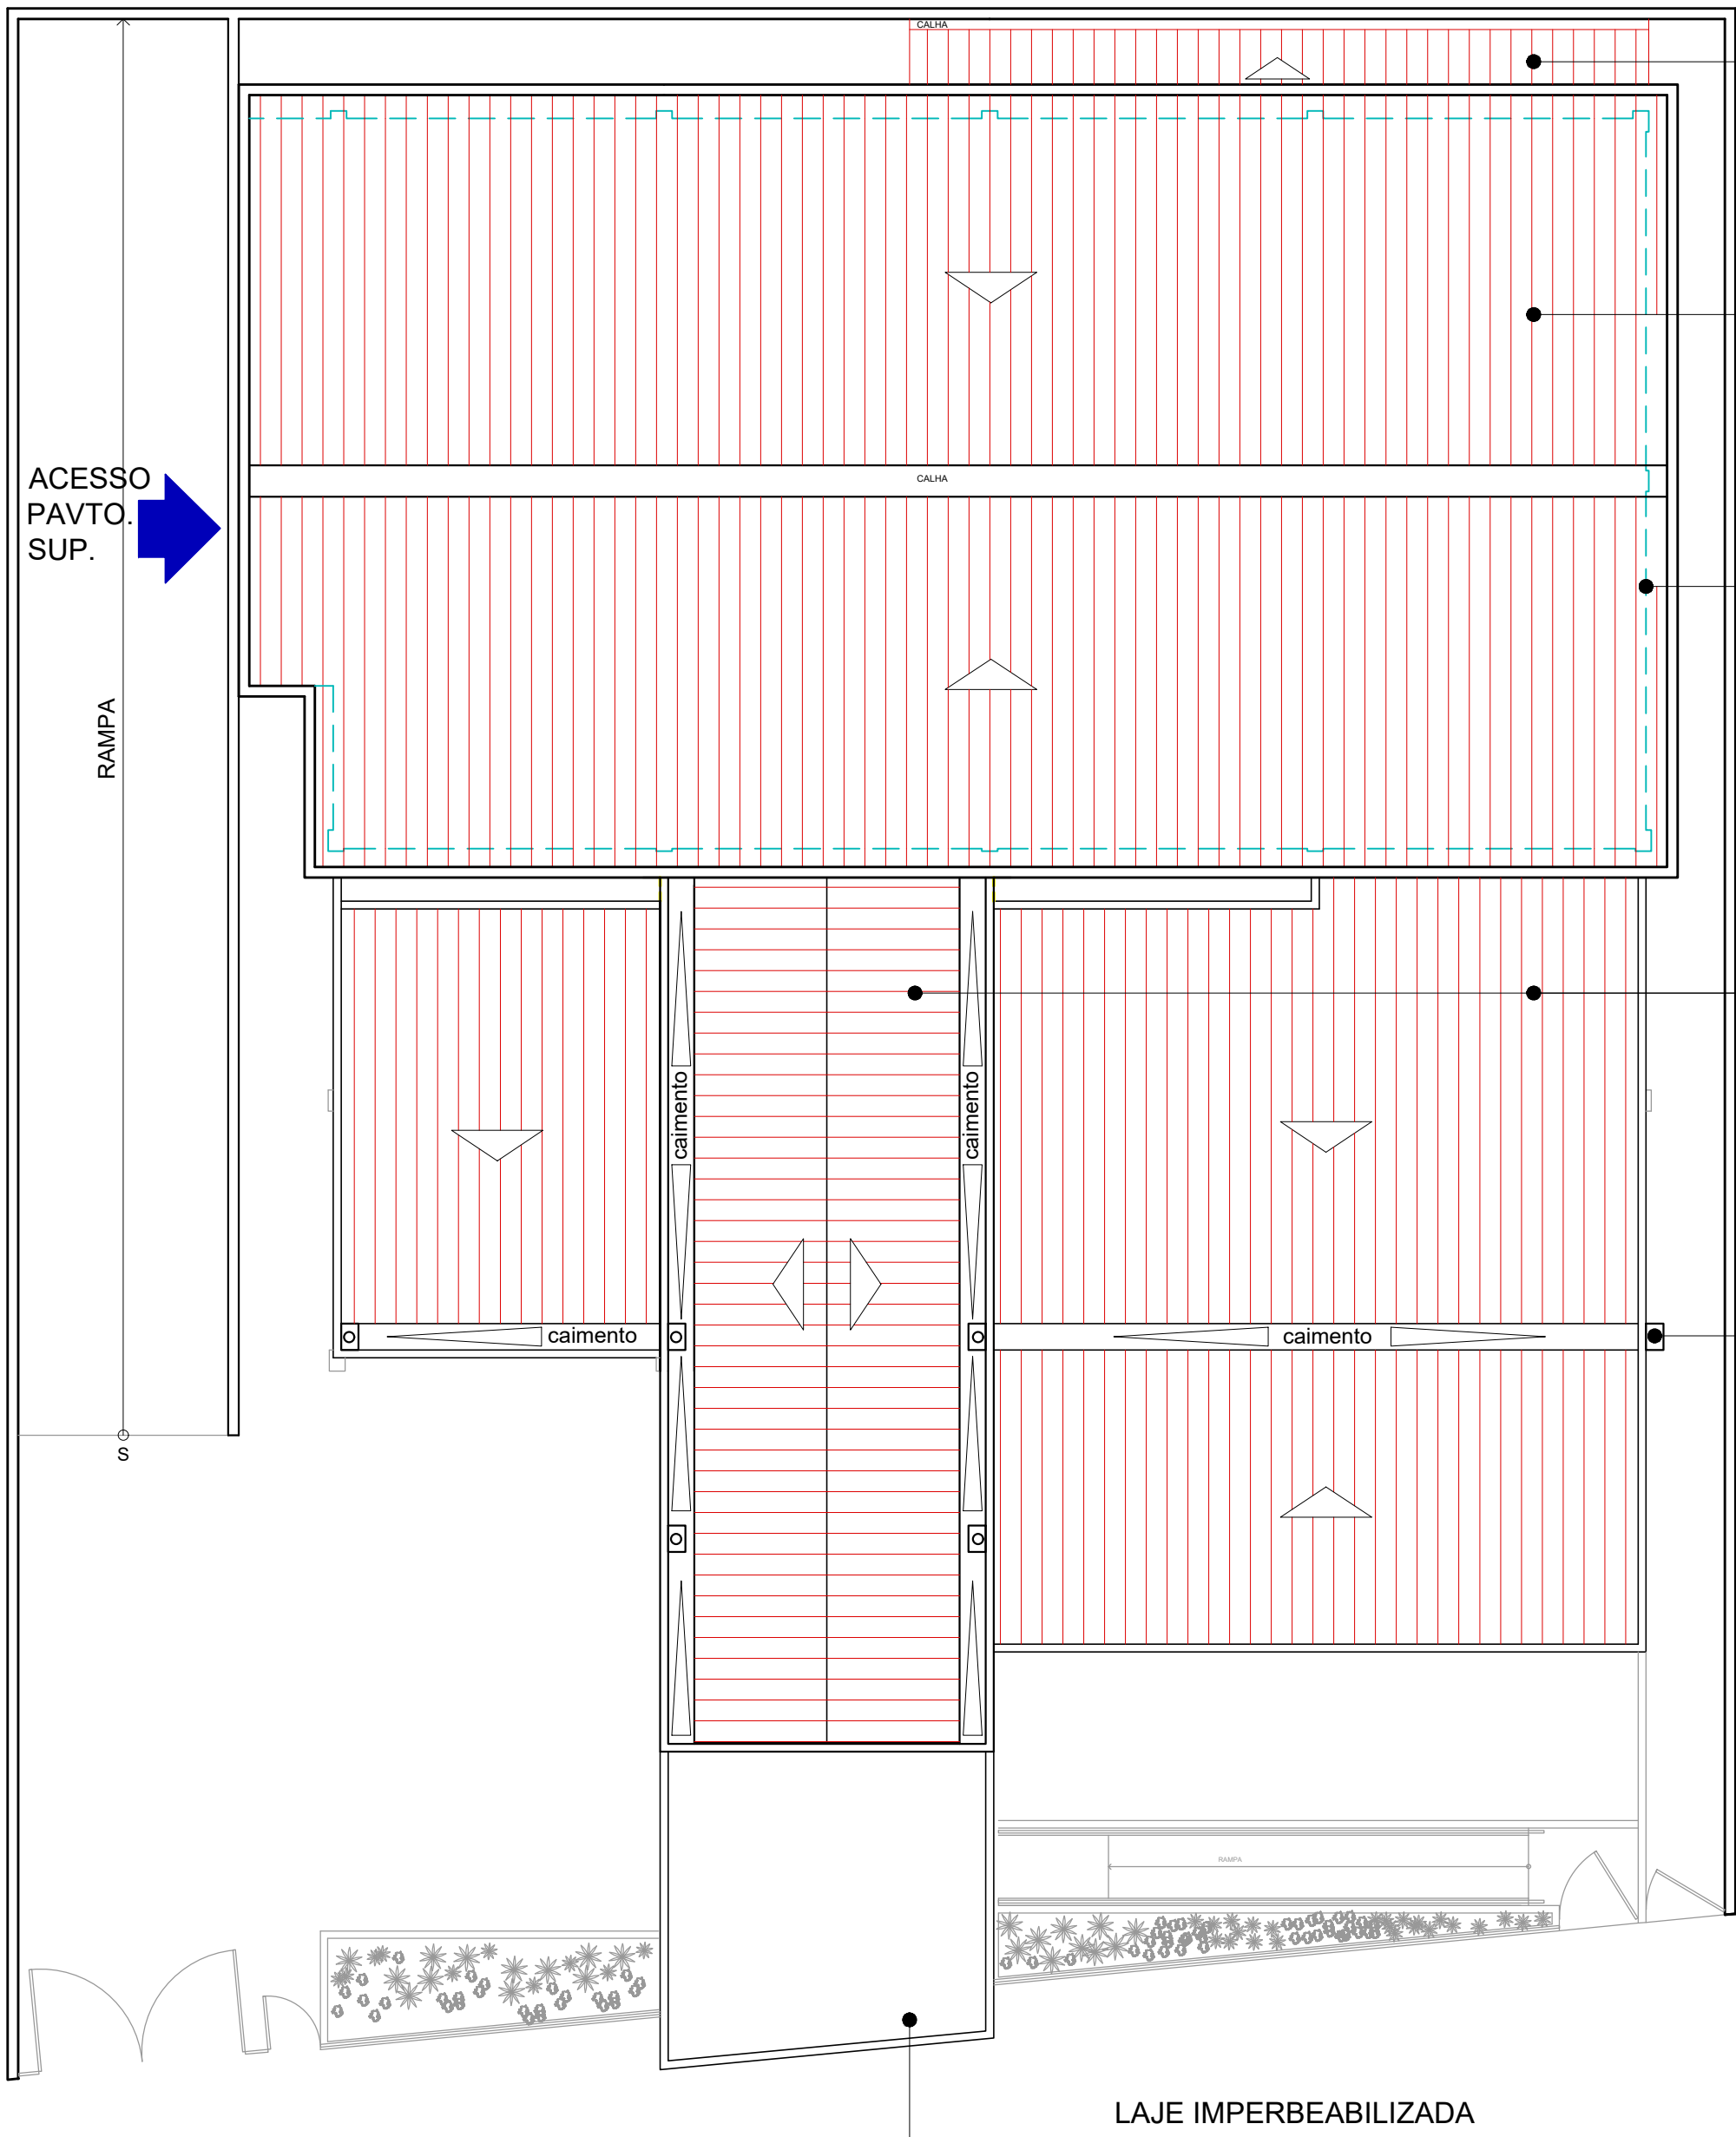 CALHA
CALHA
ACESSO
PAVTO.
SUP.
RAMPA
caimento
caimento
caimento
caimento
S
RAMPA
LAJE IMPERBEABILIZADA